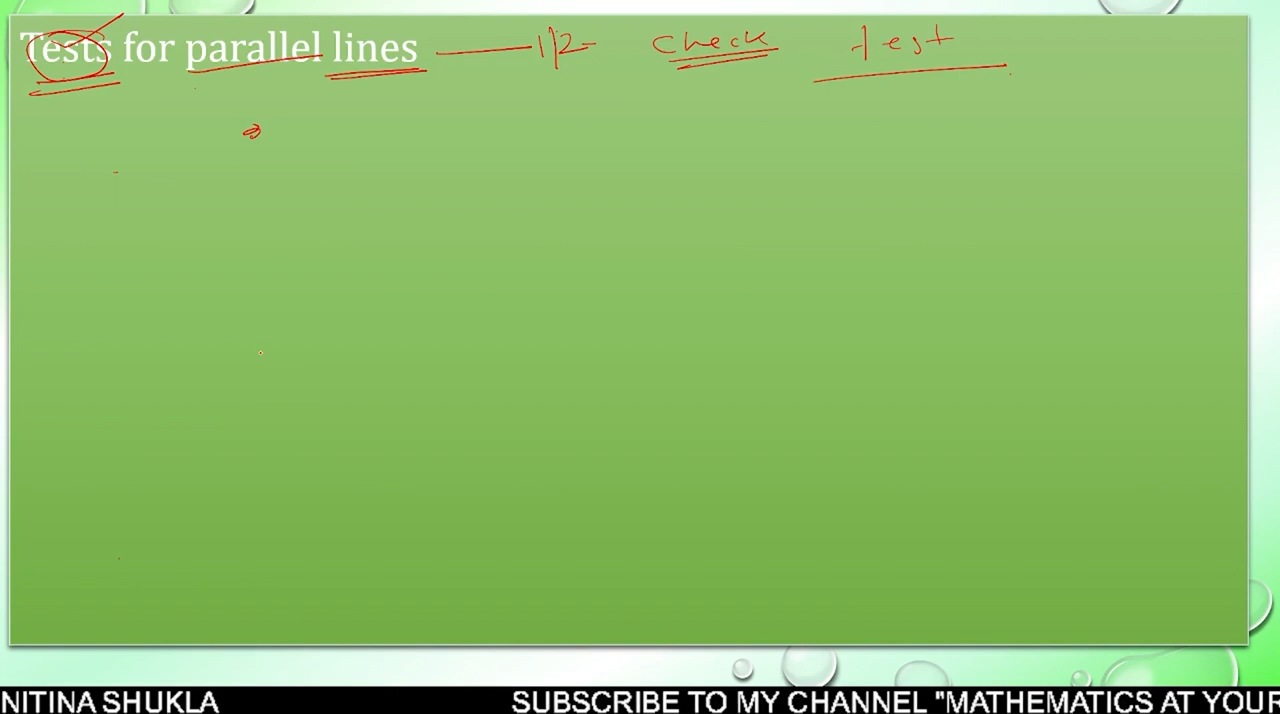 Tests for parallel lines check test
NITINA SHUKLA SUBSCRIBE TO MY CHANNEL "MATHEMATICS AT YOUR